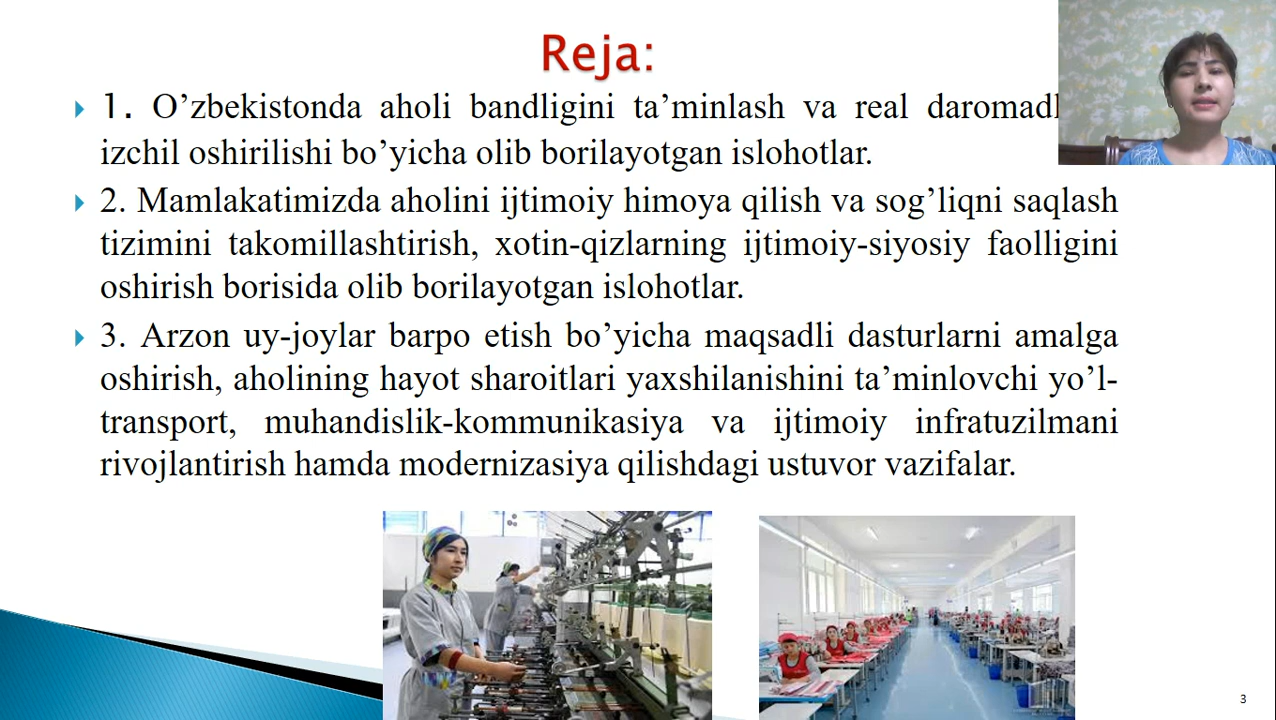 Reja:
1. O’zbekistonda aholi bandligini ta’minlash va real
izchil oshirilishi bo’yicha olib borilayotgan islohotlar.
2. Mamlakatimizda aholini ijtimoiy himoya qilish va sog’liqni saqlash
tizimini takomillashtirish, xotin-qizlarning ijtimoiy-siyosiy faolligini
oshirish borisida olib borilayotgan islohotlar.
3. Arzon uy-joylar barpo etish bo’yicha maqsadli dasturlarni amalga
oshirish, aholining hayot sharoitlari yaxshilanishini ta’minlovchi yo’l-
transport, muhandislik-kommunikasiya va ijtimoiy infratuzilmani
rivojlantirish hamda modernizasiya qilishdagi ustuvor vazifalar.
3